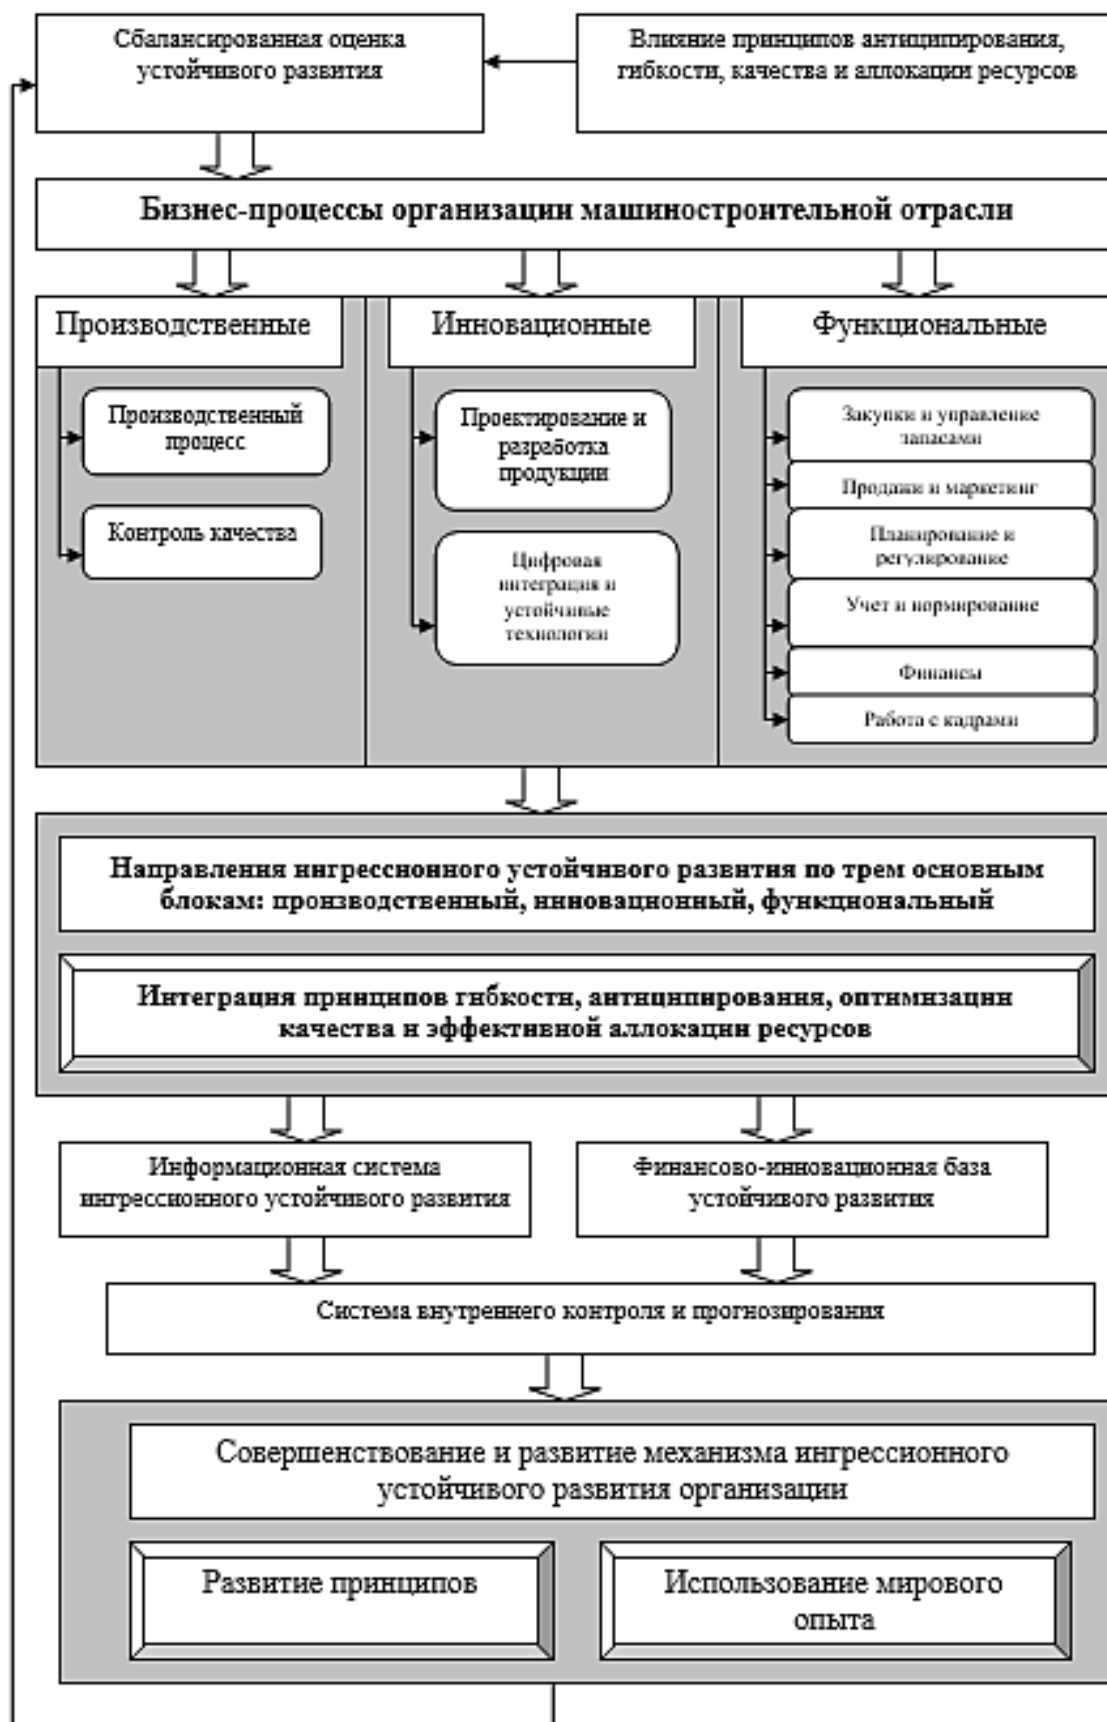 Сбалансированная оценка
устойчивого развития
Влияние принципов антиципирования,
гибкости, качества и аллокации ресурсов
Бизнес-процессы организации машиностроительной отрасли
Производственные
Инновационные
Функциональные
Производственный
процесс
Контроль качества
Проектирование и
разработка
продукции
Цифровая
интеграция и
устойчивые
технологии
Закупки и управление
запасами
Продажи и маркетинг
Планирование и
регулирование
Учет и нормирование
Финансы
Работа с кадрами
Направления ингрессионного устойчивого развития по трем основным
блокам: производственный, инновационный, функциональный
Интеграция принципов гибкости, антиципирования, оптимизации
качества и эффективной аллокации ресурсов
Информационная система
ингрессионного устойчивого развития
Финансово-инновационная база
устойчивого развития
Система внутреннего контроля и прогнозирования
Совершенствование и развитие механизма ингрессионного
устойчивого развития организации
Развитие принципов
Использование мирового
опыта